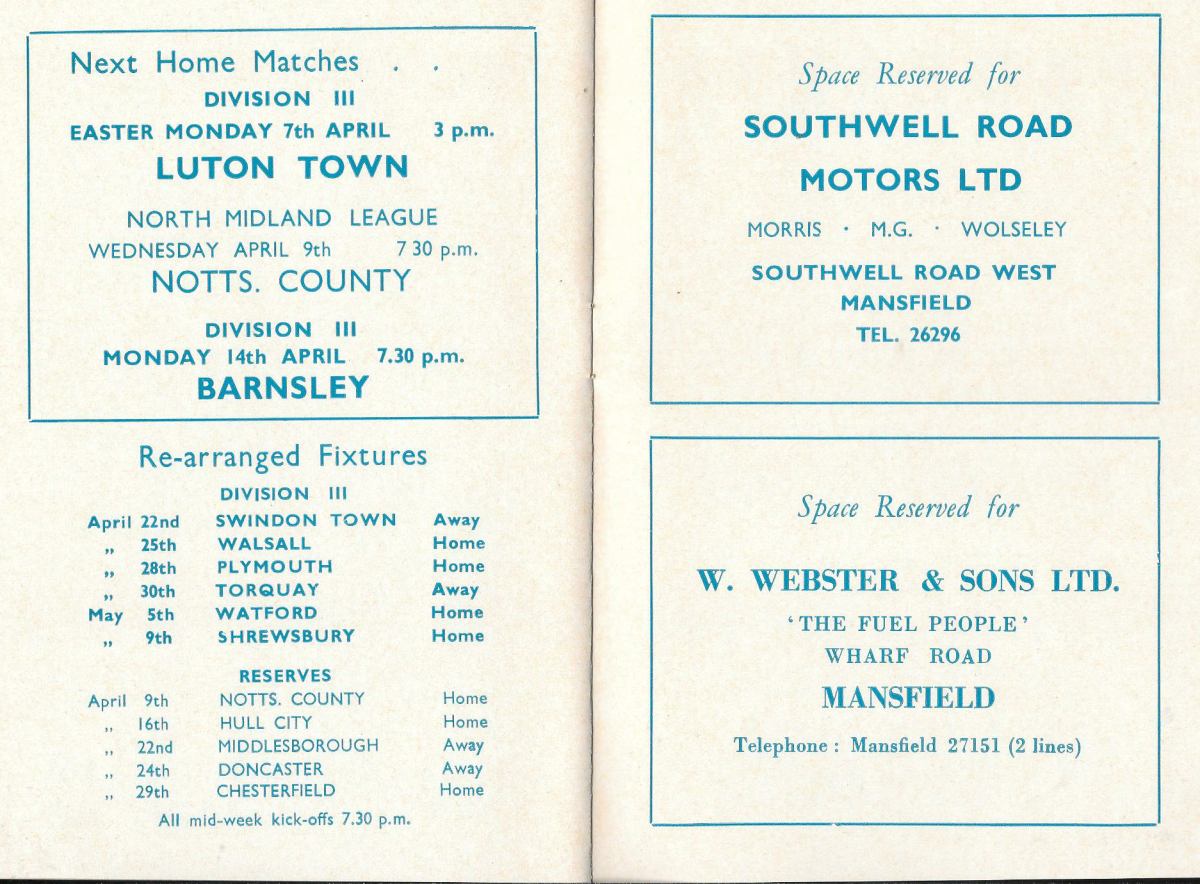 Next Home Matches . .
DIVISION III
EASTER MONDAY 7th APRIL 3 p.m.
LUTON TOWN
NORTH MIDLAND LEAGUE
WEDNESDAY APRIL 9th 7 30 p.m.
NOTTS. COUNTY
DIVISION III
MONDAY 14th APRIL 7.30 p.m.
BARNSLEY
Re-arranged Fixtures
DIVISION III
April 22nd SWINDON TOWN Away
„ 25th WALSALL Home
„ 28th PLYMOUTH Home
„ 30th TORQUAY Away
May 5th WATFORD Home
„ 9th SHREWSBURY Home
RESERVES
April 9th NOTTS. COUNTY Home
„ 16th HULL CITY Home
„ 22nd MIDDLESBOROUGH Away
„ 24th DONCASTER Away
„ 29th CHESTERFIELD Home
All mid-week kick-offs 7.30 p.m.
Space Reserved for
SOUTHWELL ROAD
MOTORS LTD
MORRIS · M.G. · WOLSELEY
SOUTHWELL ROAD WEST
MANSFIELD
TEL. 26296
Space Reserved for
W. WEBSTER & SONS LTD.
‘THE FUEL PEOPLE’
WHARF ROAD
MANSFIELD
Telephone : Mansfield 27151 (2 lines)